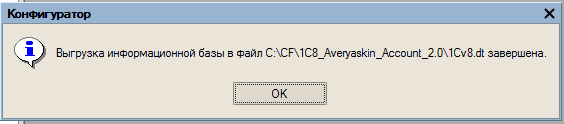 Конфигуратор
Выгрузка информационной базы в файл C:\CF\1C8_Averyaskin_Account_2.0\1Cv8.dt завершена.
OK